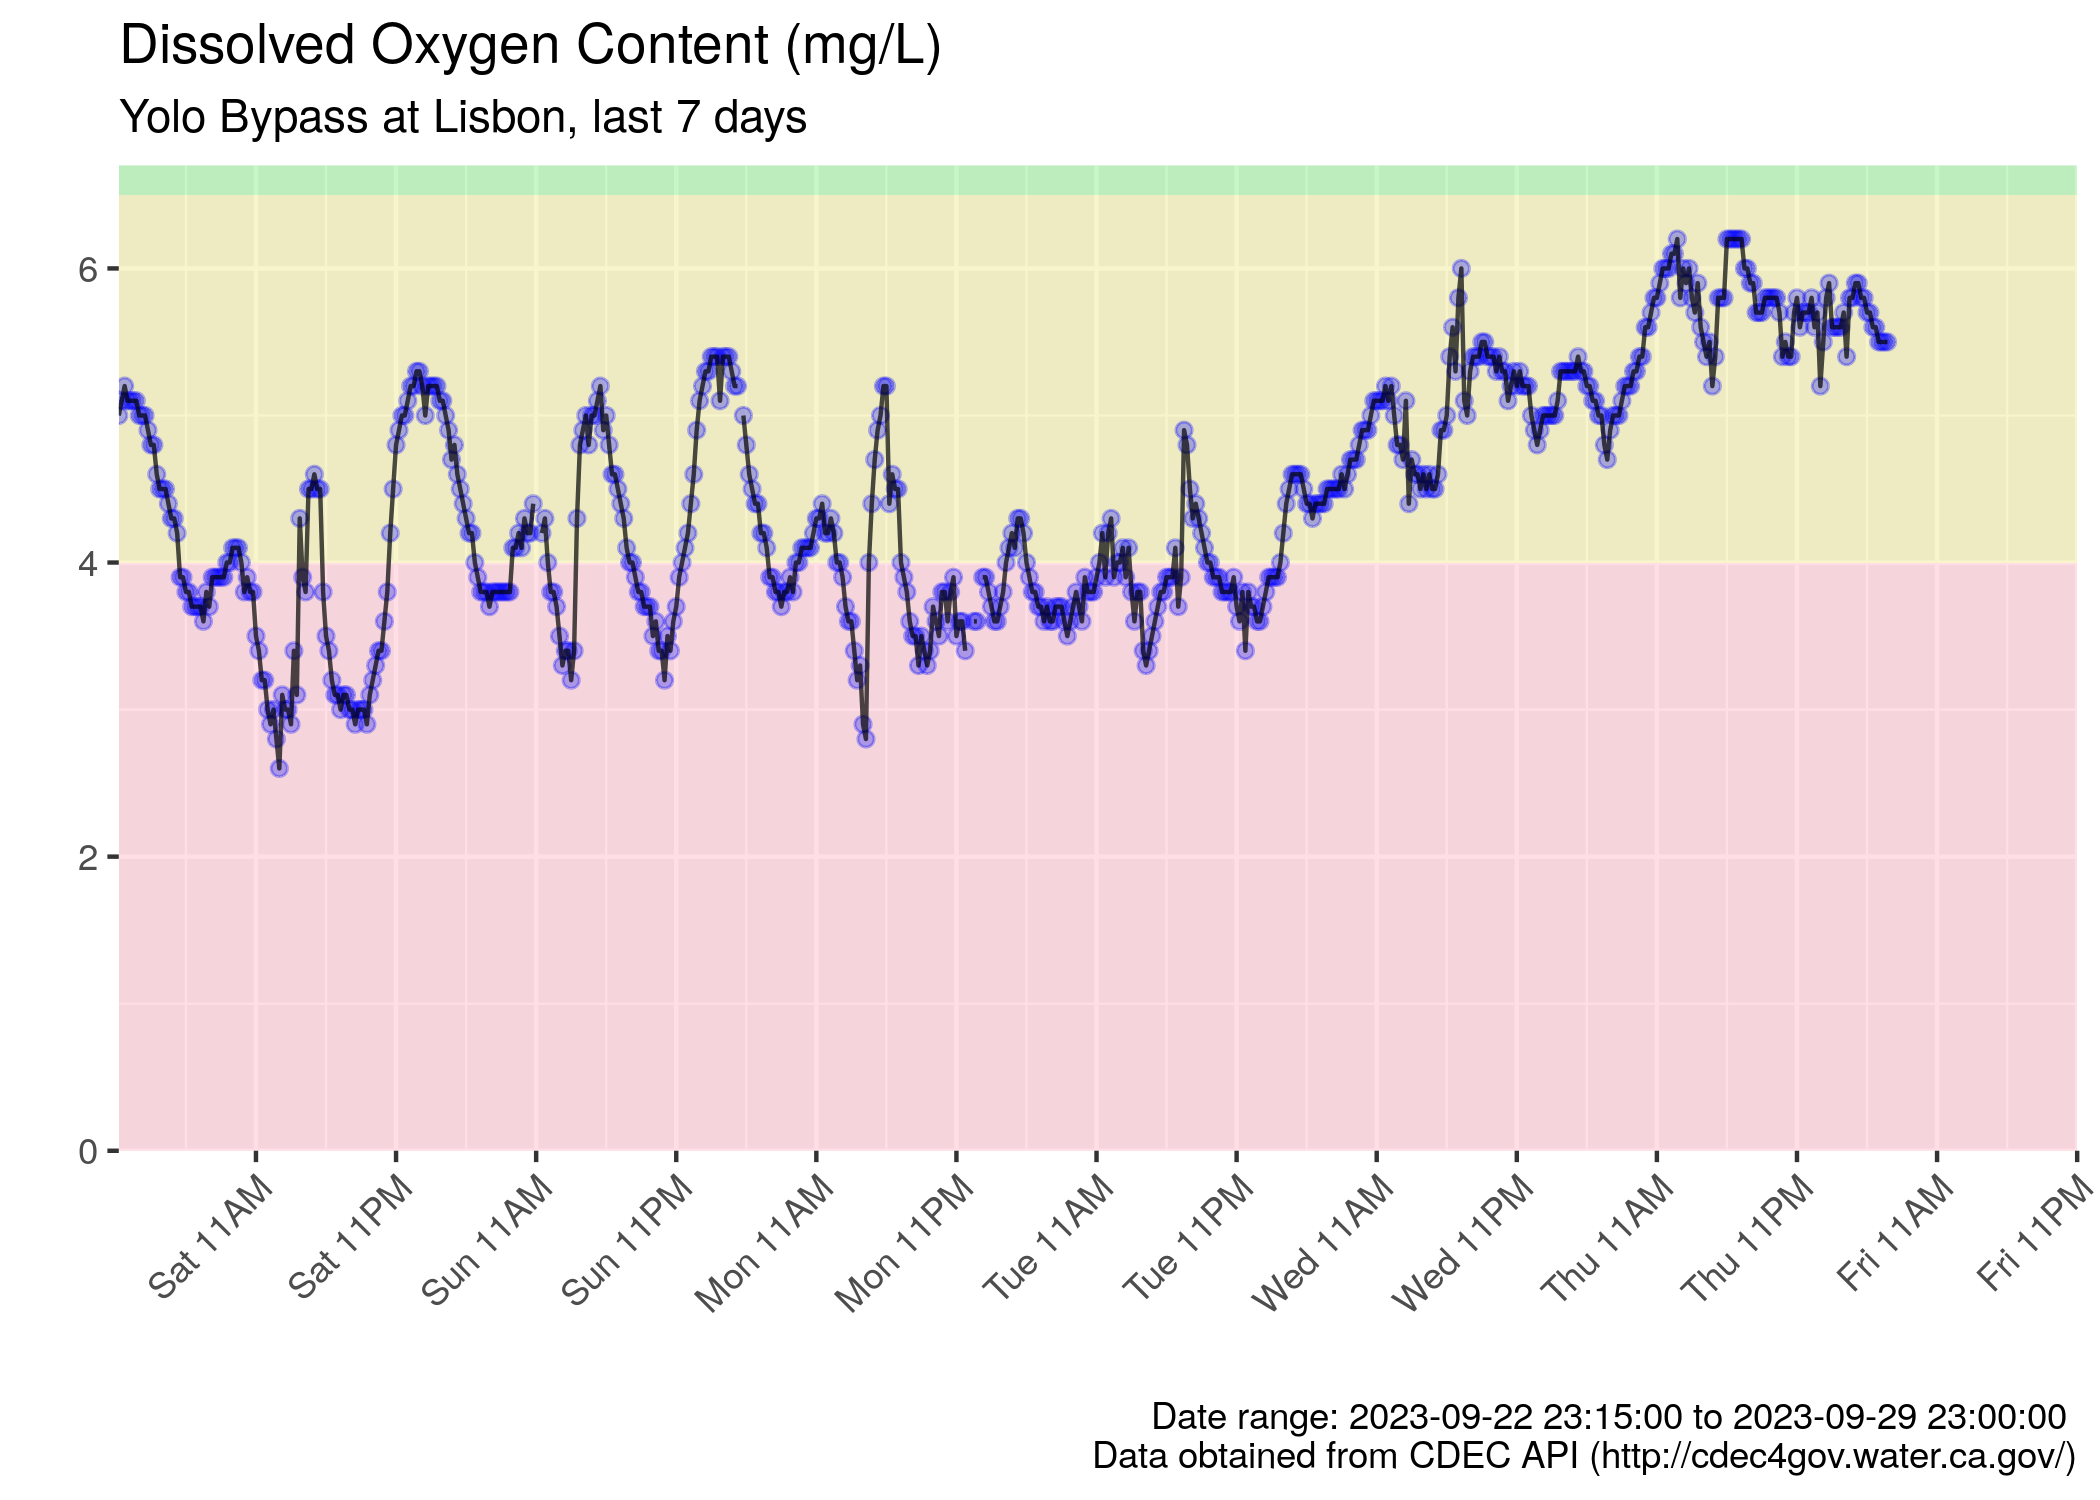 Dissolved Oxygen Content (mg/L)
Yolo Bypass at Lisbon, last 7 days
6
4
2
0
Sat 11AM
Sat 11PM
Sun 11AM
Sun 11PM
Mon 11AM
Mon 11PM
Tue 11AM
Tue 11PM
Wed 11AM
Wed 11PM
Thu 11AM
Thu 11PM
Fri 11AM
Fri 11PM
Date range: 2023-09-22 23:15:00 to 2023-09-29 23:00:00
Data obtained from CDEC API (http://cdec4gov.water.ca.gov/)